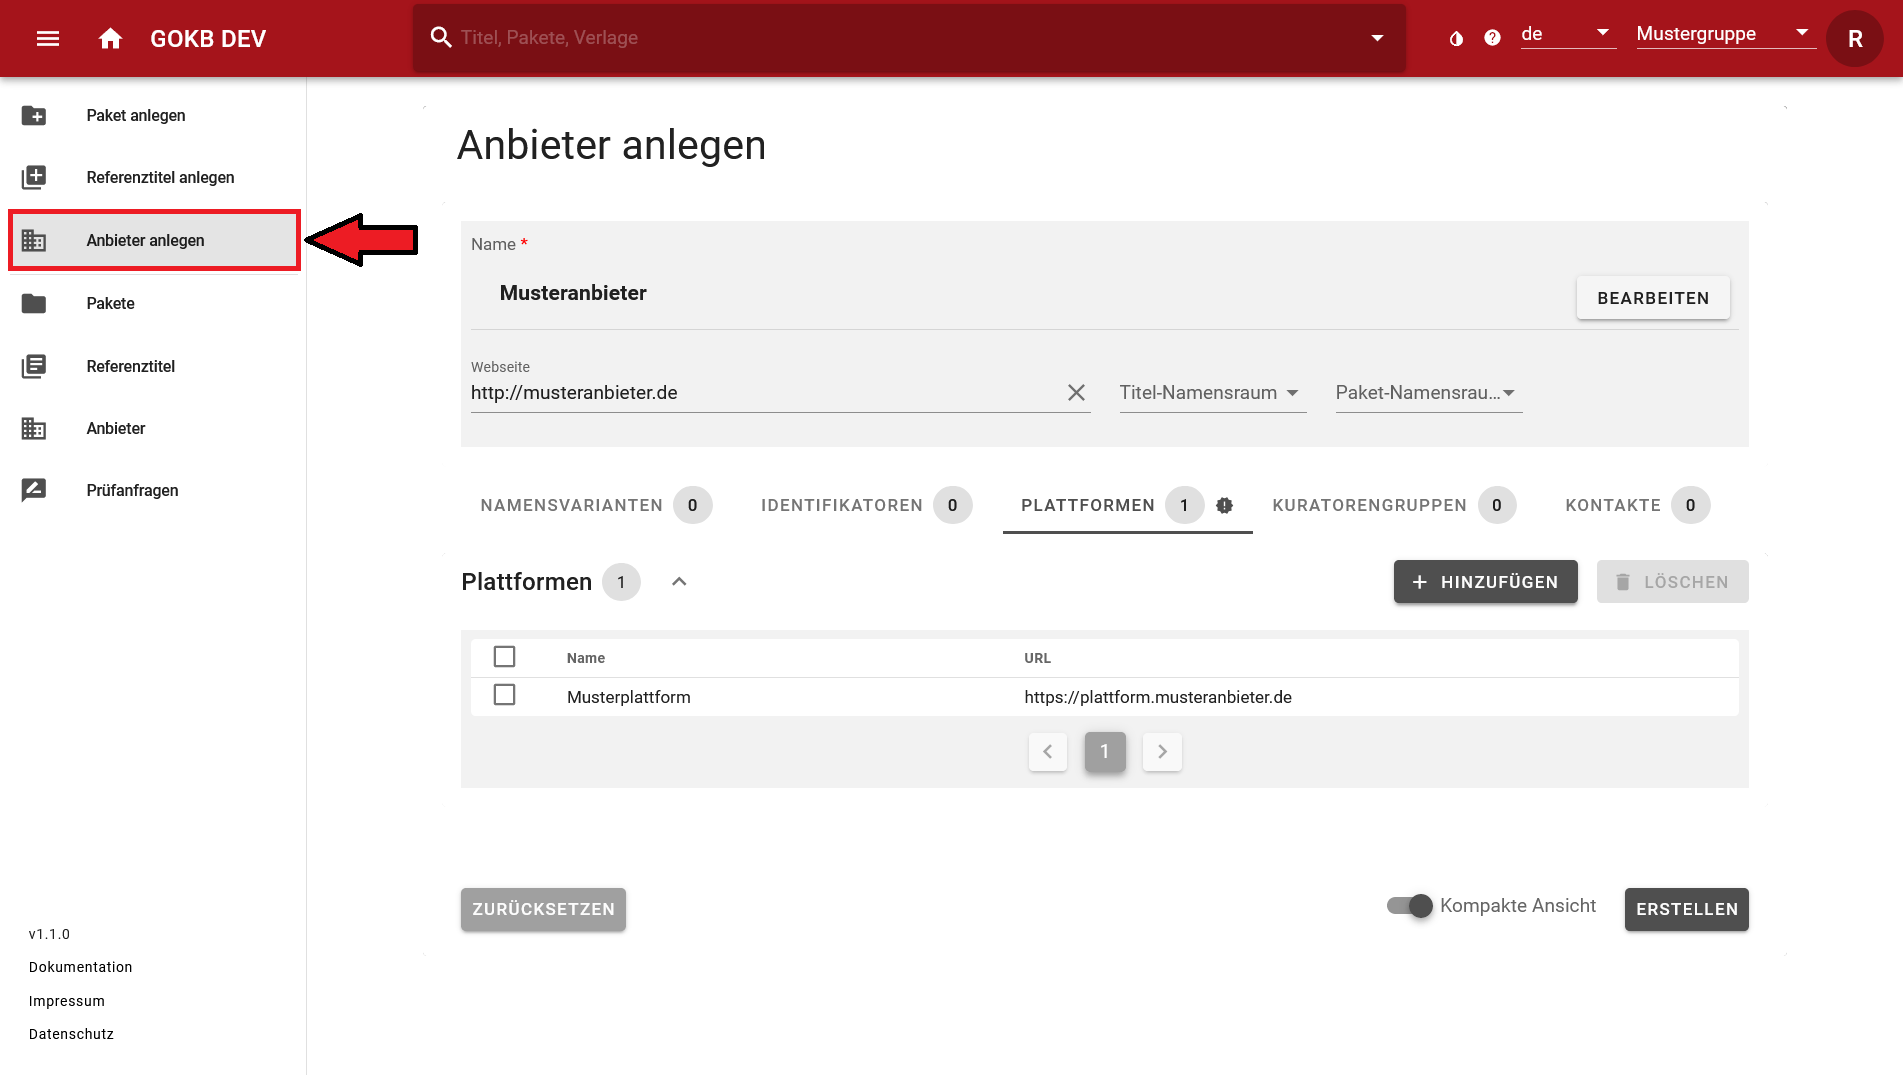 GOKB DEV
Titel, Pakete, Verlage
de
Mustergruppe
R
Paket anlegen
Referenztitel anlegen
Anbieter anlegen
Pakete
Referenztitel
Anbieter
Prüfanfragen
v1.1.0
Dokumentation
Impressum
Datenschutz
Anbieter anlegen
Name *
Musteranbieter
BEARBEITEN
Webseite
http://musteranbieter.de
Titel-Namensraum
Paket-Namensrau...
NAMENSVARIANTEN 0
IDENTIFIKATOREN 0
PLATTFORMEN 1
KURATORENGRUPPEN 0
KONTAKTE 0
Plattformen 1
HINZUFÜGEN
LÖSCHEN
Name URL
Musterplattform https://plattform.musteranbieter.de
1
ZURÜCKSETZEN
Kompakte Ansicht
ERSTELLEN